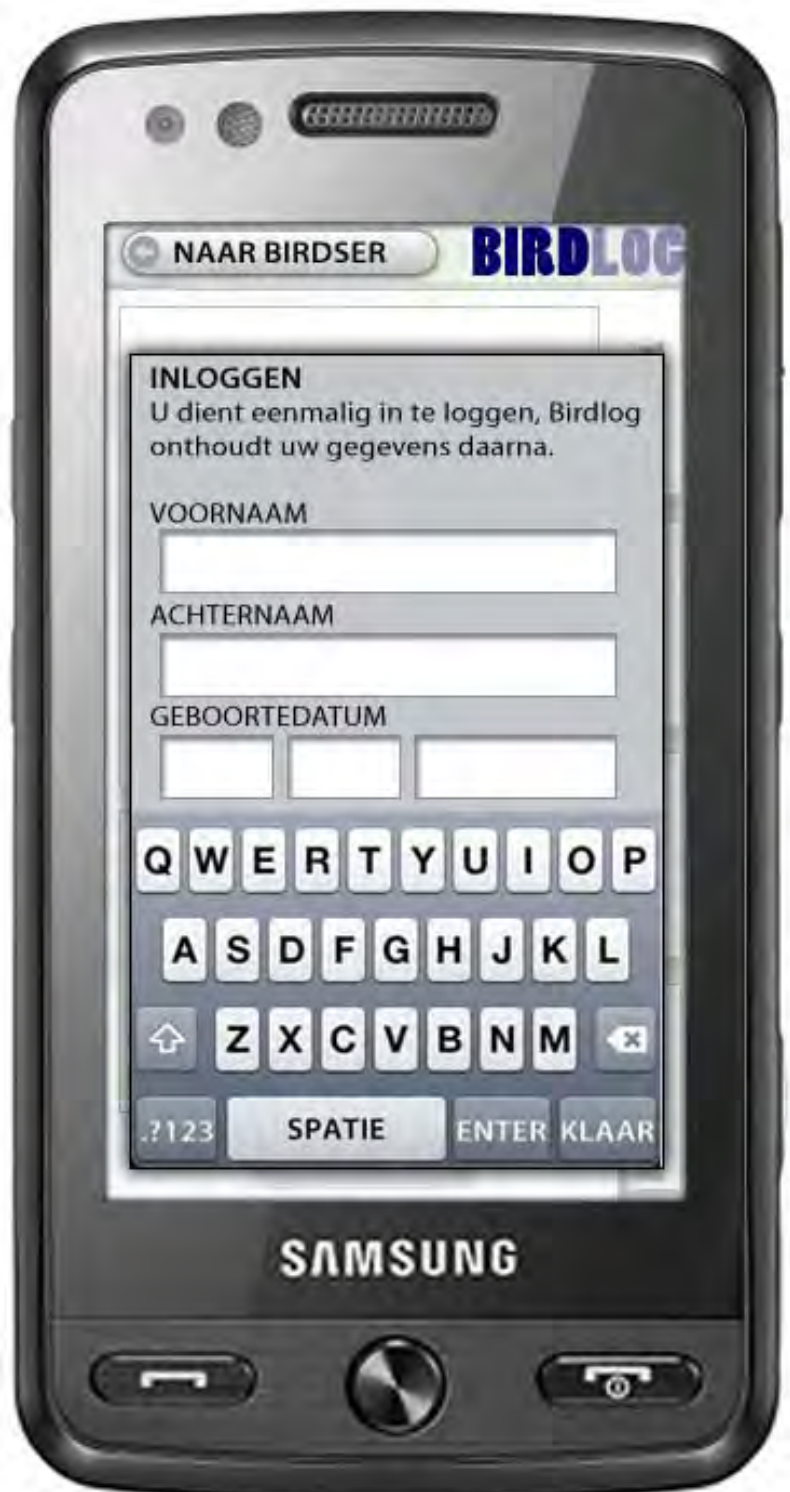 NAAR BIRDSER
BIRDLOG
INLOGGEN
U dient eenmalig in te loggen, Birdlog
onthoudt uw gegevens daarna.
VOORNAAM
ACHTERNAAM
GEBOORTEDATUM
Q W E R T Y U I O P
A S D F G H J K L
Z X C V B N M
.?123 SPATIE ENTER KLAAR
SAMSUNG